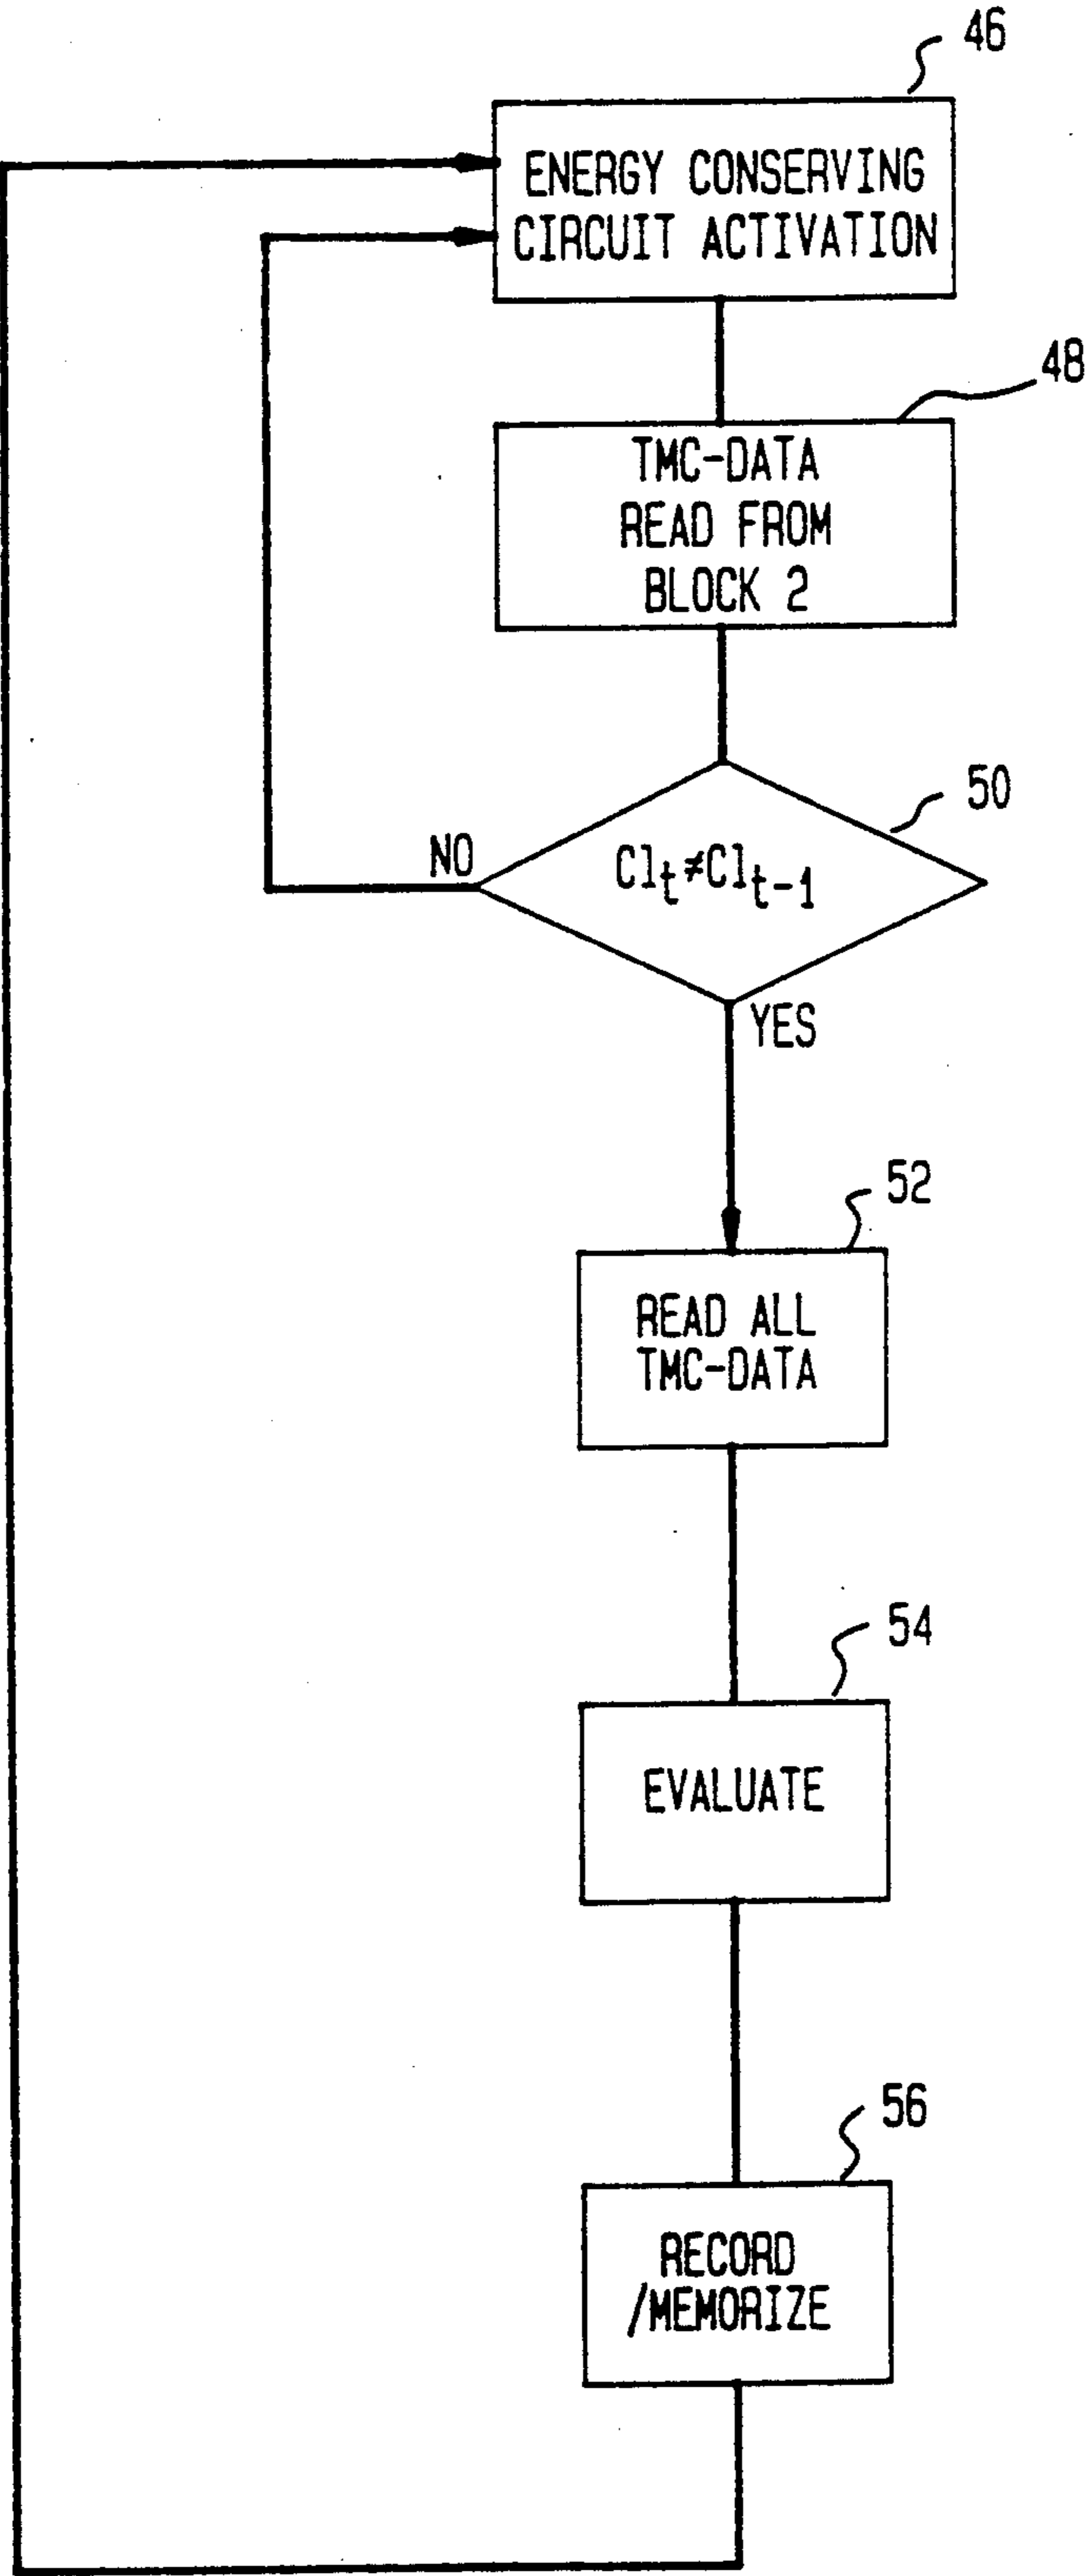 46
ENERGY CONSERVING
CIRCUIT ACTIVATION
48
TMC-DATA
READ FROM
BLOCK 2
50
NO
Cl_t≠Cl_{t-1}
YES
52
READ ALL
TMC-DATA
54
EVALUATE
56
RECORD
/MEMORIZE